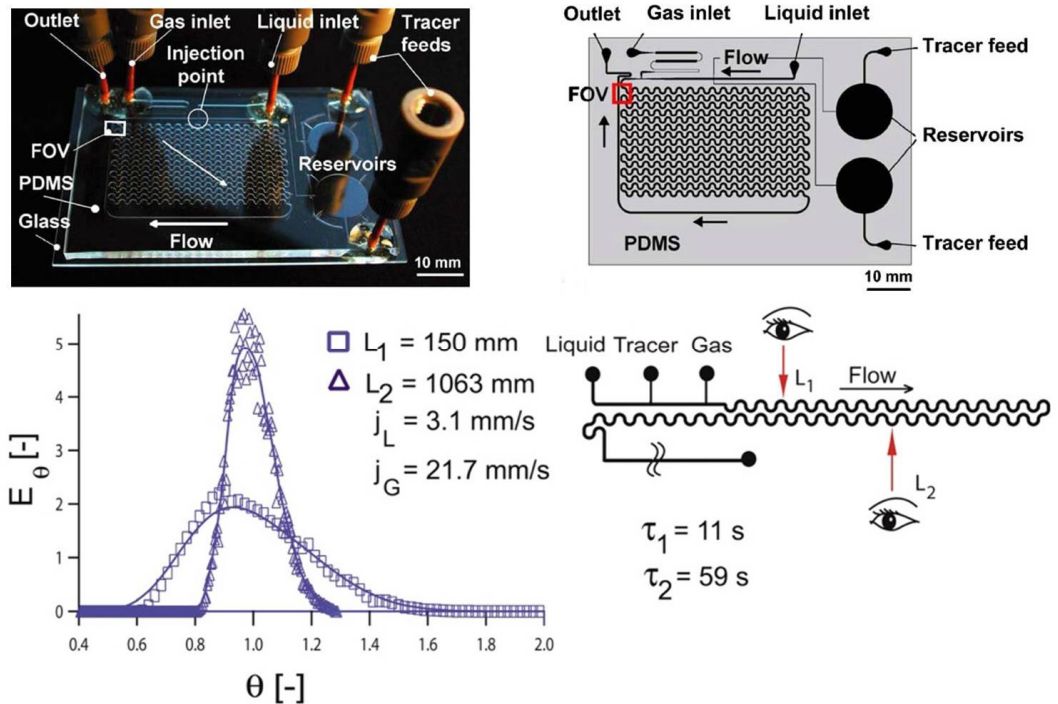 Outlet
Gas inlet
Injection
point
Liquid inlet
Tracer
feeds
FOV
PDMS
Glass
Reservoirs
Flow
10 mm
Outlet
Gas inlet
Liquid inlet
Tracer feed
Flow
FOV
Reservoirs
PDMS
Tracer feed
10 mm
E_θ [-]
5
4
3
2
1
0
0.4 0.6 0.8 1.0 1.2 1.4 1.6 1.8 2.0
θ [-]
L1 = 150 mm
L2 = 1063 mm
jL = 3.1 mm/s
jG = 21.7 mm/s
Liquid Tracer Gas
L1
Flow
L2
τ1 = 11 s
τ2 = 59 s